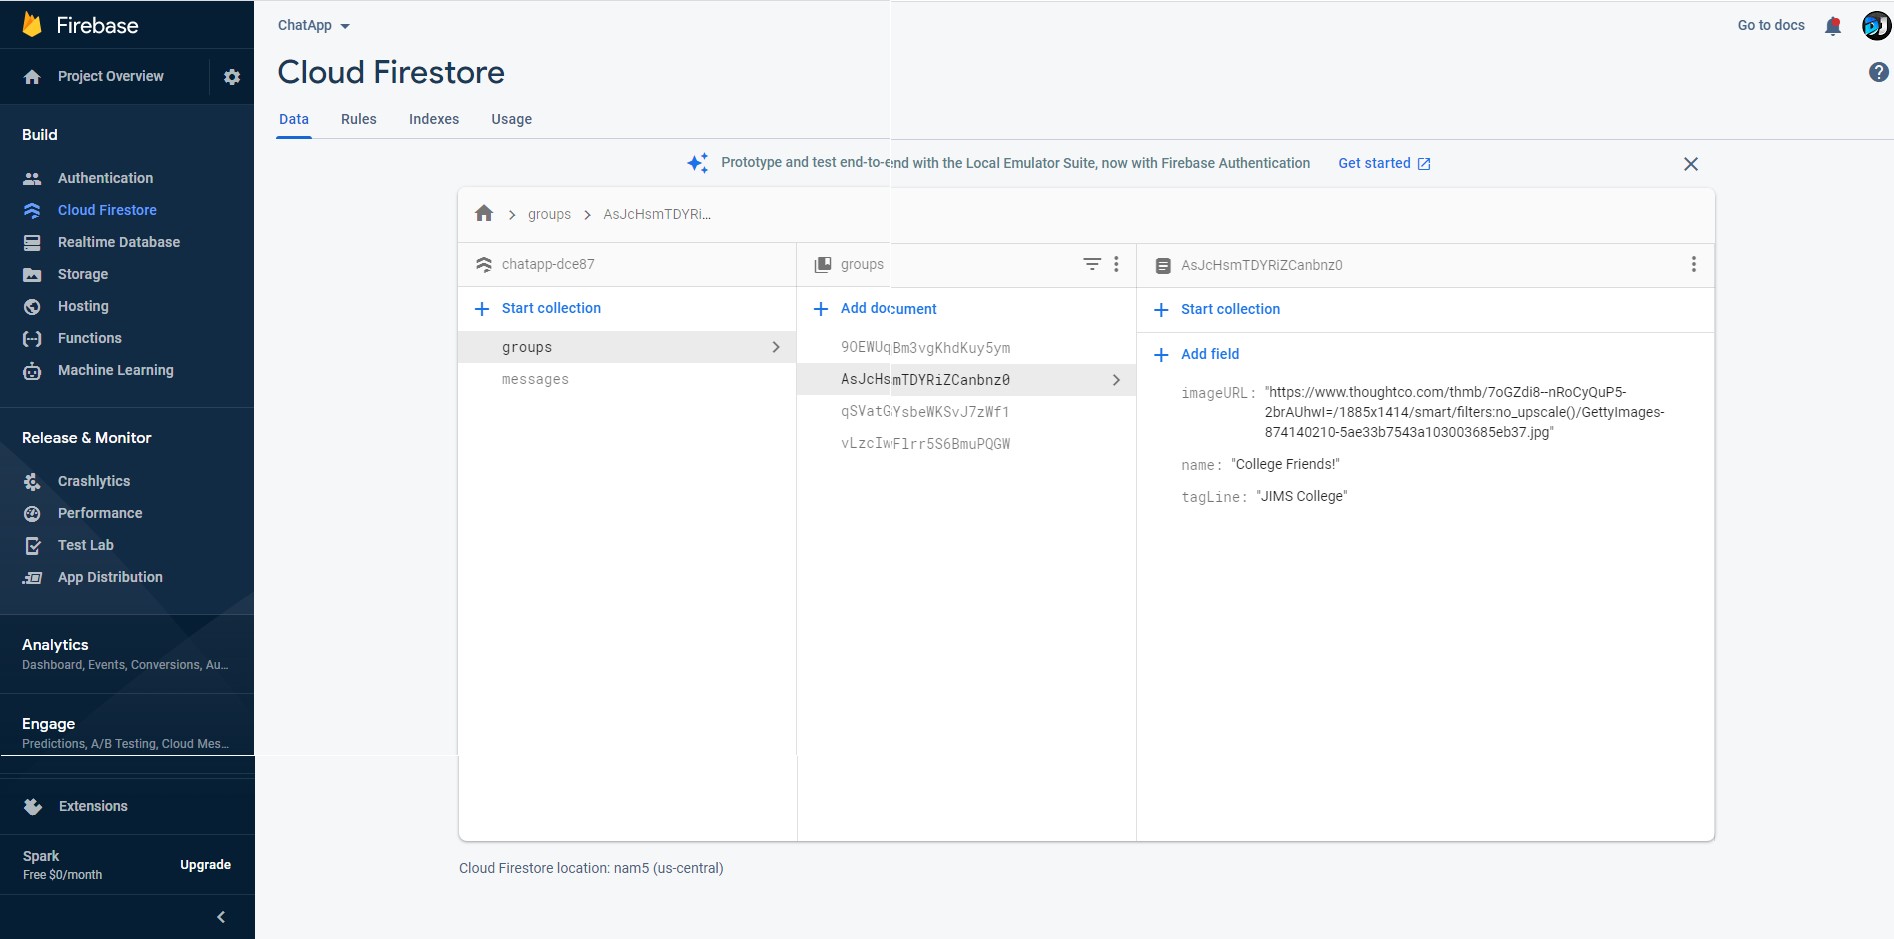 Firebase
Project Overview
Build
Authentication
Cloud Firestore
Realtime Database
Storage
Hosting
Functions
Machine Learning
Release & Monitor
Crashlytics
Performance
Test Lab
App Distribution
Analytics
Dashboard, Events, Conversions, Au...
Engage
Predictions, A/B Testing, Cloud Mes...
Extensions
Spark
Free $0/month
Upgrade
ChatApp
Go to docs
Cloud Firestore
Data Rules Indexes Usage
Prototype and test end-to-end with the Local Emulator Suite, now with Firebase Authentication Get started
groups AsJcHsmTDYRi...
chatapp-dce87
Start collection
groups
messages
groups
Add document
9OEWUqBm3vgKhdKuy5ym
AsJcHsmTDYRiZCanbnz0
qSVatGYsbeWKSvJ7zWf1
vLzcIwFlrr5S6BmuPQGW
AsJcHsmTDYRiZCanbnz0
Start collection
Add field
imageURL: "https://www.thoughtco.com/thmb/7oGZdi8--nRoCyQuP5-
2brAUhwI=/1885x1414/smart/filters:no_upscale()/GettyImages-
874140210-5ae33b7543a103003685eb37.jpg"
name: "College Friends!"
tagLine: "JIMS College"
Cloud Firestore location: nam5 (us-central)